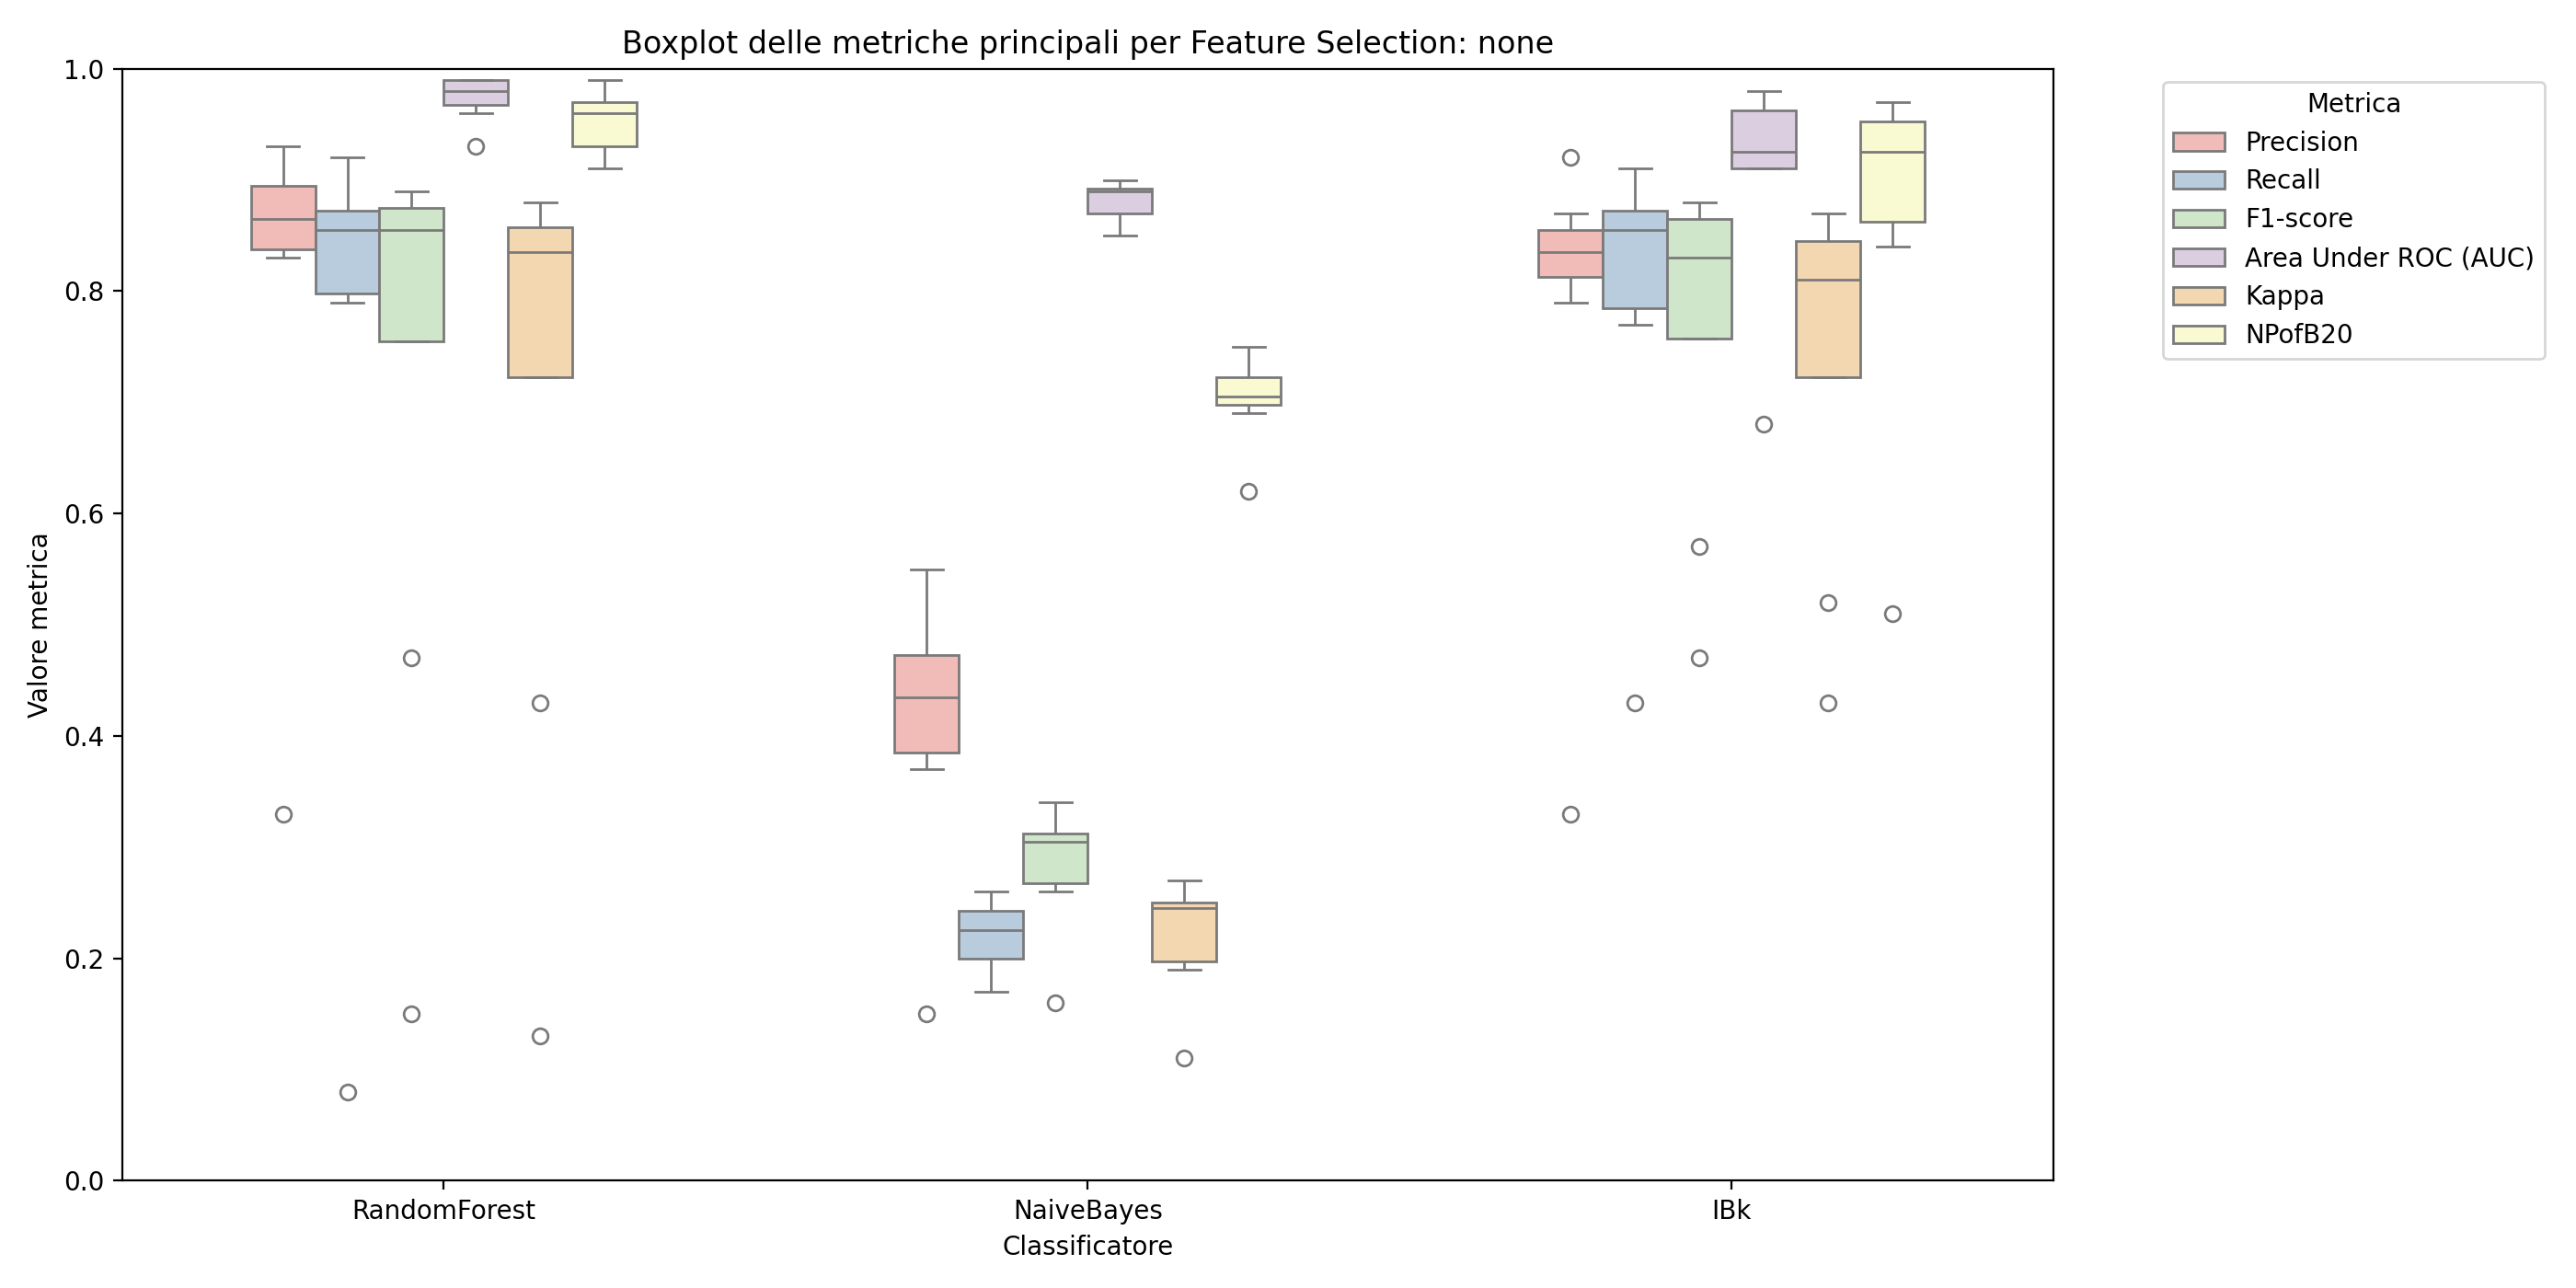 Boxplot delle metriche principali per Feature Selection: none
Valore metrica
1.0
0.8
0.6
0.4
0.2
0.0
RandomForest
NaiveBayes
IBk
Classificatore
Metrica
Precision
Recall
F1-score
Area Under ROC (AUC)
Kappa
NPofB20